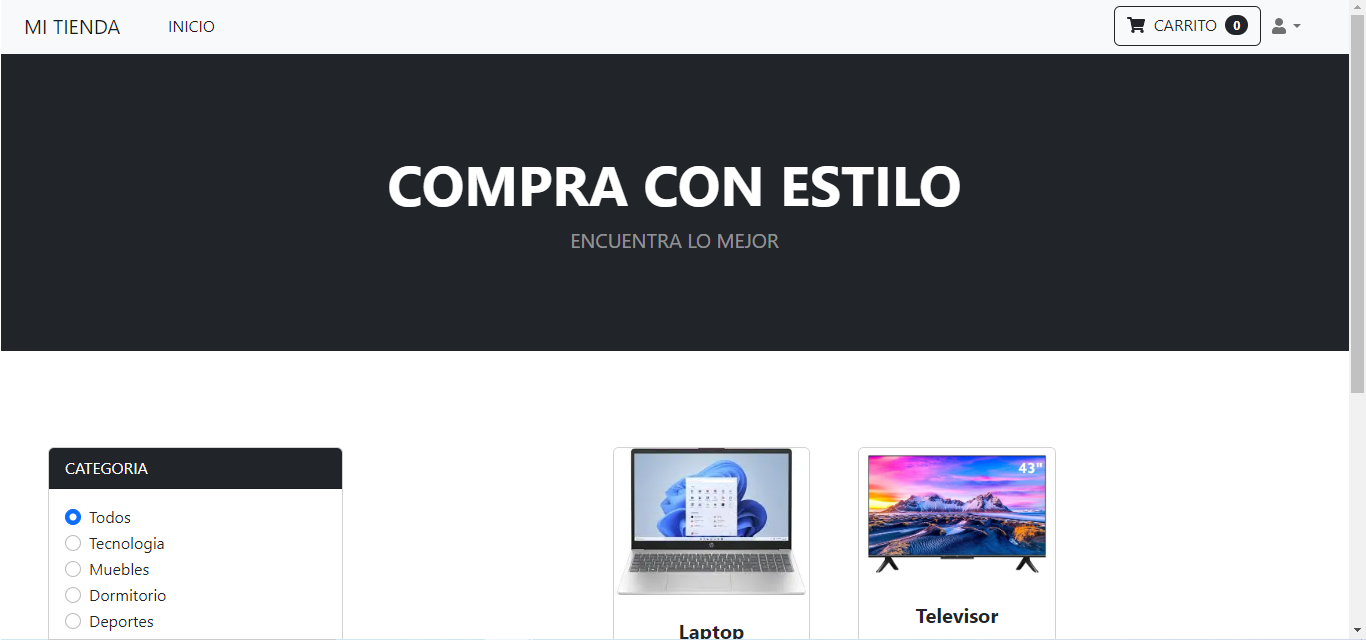 MI TIENDA
INICIO
CARRITO 0
COMPRA CON ESTILO
ENCUENTRA LO MEJOR
CATEGORIA
Todos
Tecnologia
Muebles
Dormitorio
Deportes
Laptop
43"
Televisor